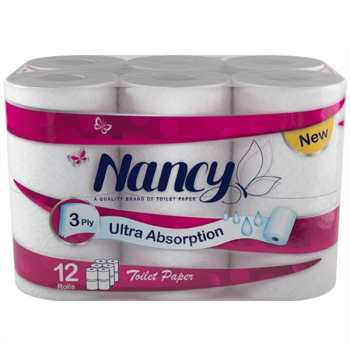 New
Nancy
A QUALITY BRAND OF TOILET PAPER
3 Ply
Ultra Absorption
12
Rolls
Toilet Paper